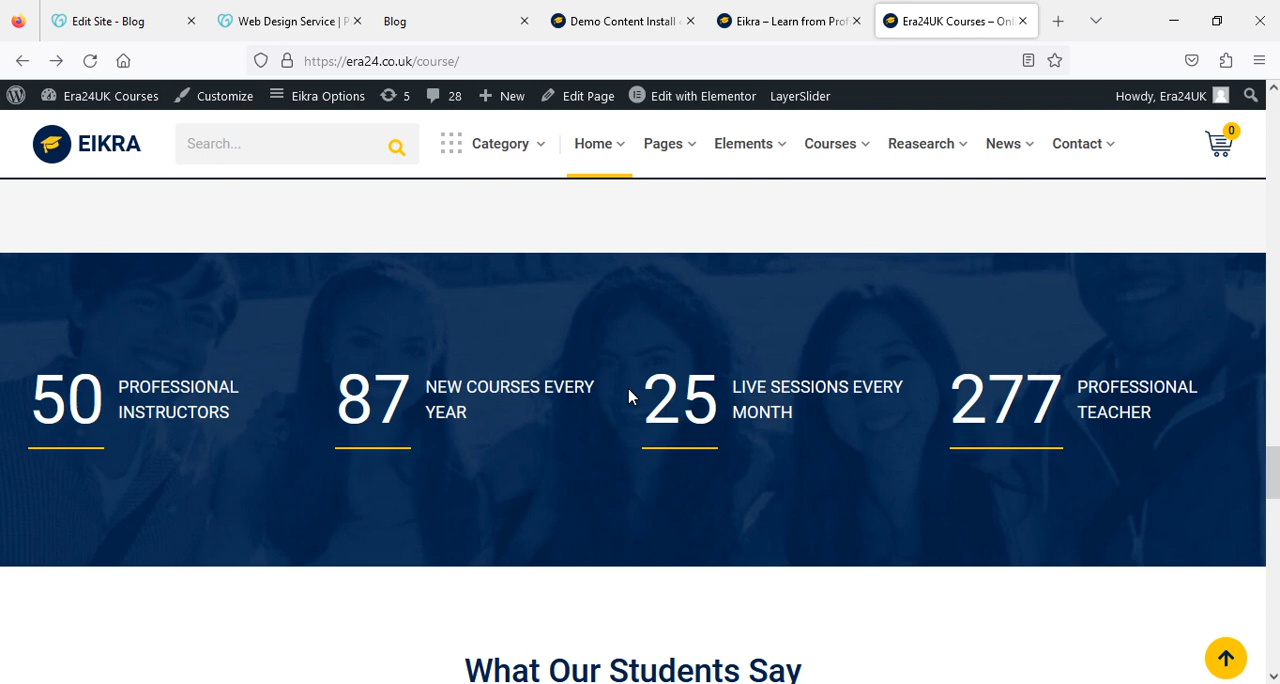 Edit Site - Blog
Web Design Service | P
Blog
Demo Content Install
Eikra – Learn from Prof
Era24UK Courses – Onl
https://era24.co.uk/course/
Era24UK Courses
Customize
Eikra Options
5
28
New
Edit Page
Edit with Elementor
LayerSlider
Howdy, Era24UK
EIKRA
Search...
Category
Home
Pages
Elements
Courses
Reasearch
News
Contact
0
50
PROFESSIONAL
INSTRUCTORS
87
NEW COURSES EVERY
YEAR
25
LIVE SESSIONS EVERY
MONTH
277
PROFESSIONAL
TEACHER
What Our Students Say